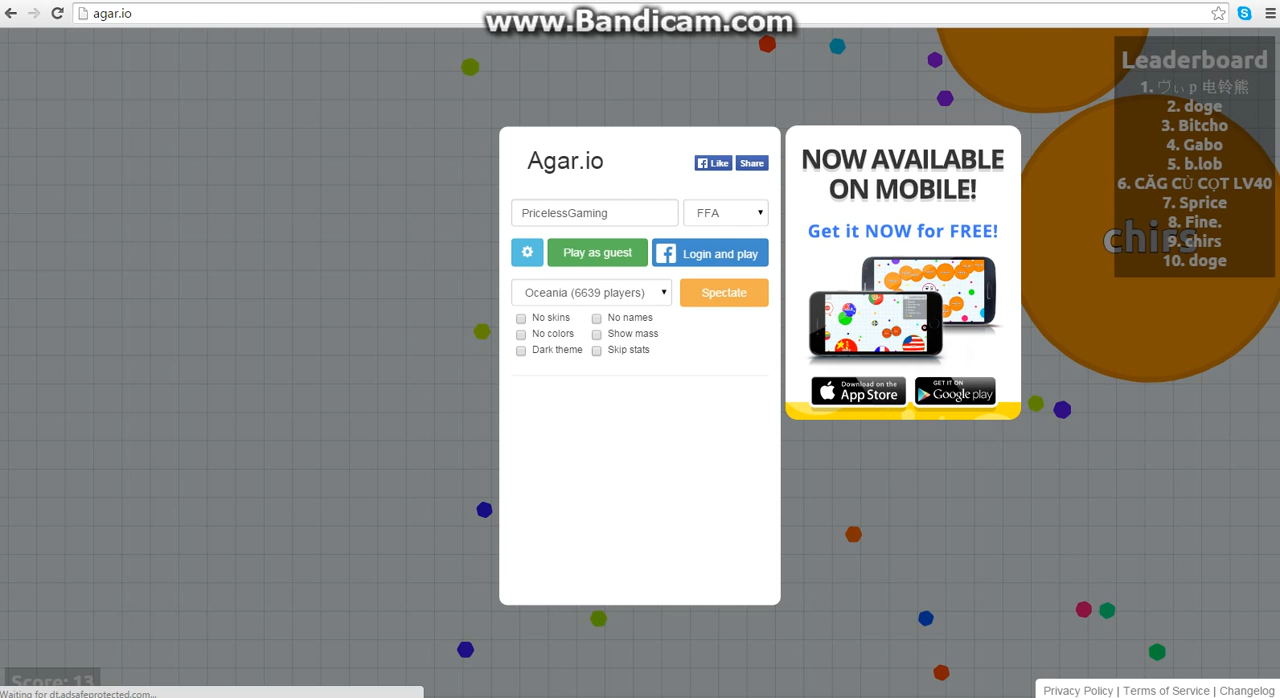 agar.io
www.Bandicam.com
Leaderboard
1. ヴぃp 电铃熊
2. doge
3. Bitcho
4. Gabo
5. b.lob
6. CĂG CÙ CỌT LV40
7. Sprice
8. Fine.
9. chirs
10. doge
chirs
Agar.io
Like Share
PricelessGaming FFA
Play as guest Login and play
Oceania (6639 players) Spectate
No skins No names
No colors Show mass
Dark theme Skip stats
NOW AVAILABLE
ON MOBILE!
Get it NOW for FREE!
Download on the
App Store
GET IT ON
Google play
Score: 13
Waiting for dt.adsafeprotected.com...
Privacy Policy | Terms of Service | Changelog